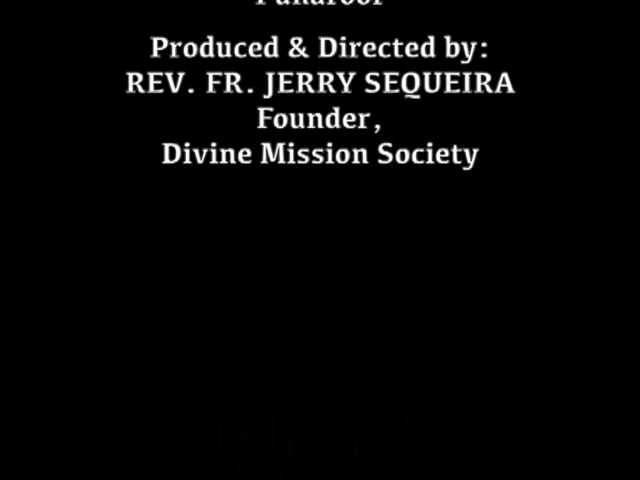 Produced & Directed by:
REV. FR. JERRY SEQUEIRA
Founder,
Divine Mission Society